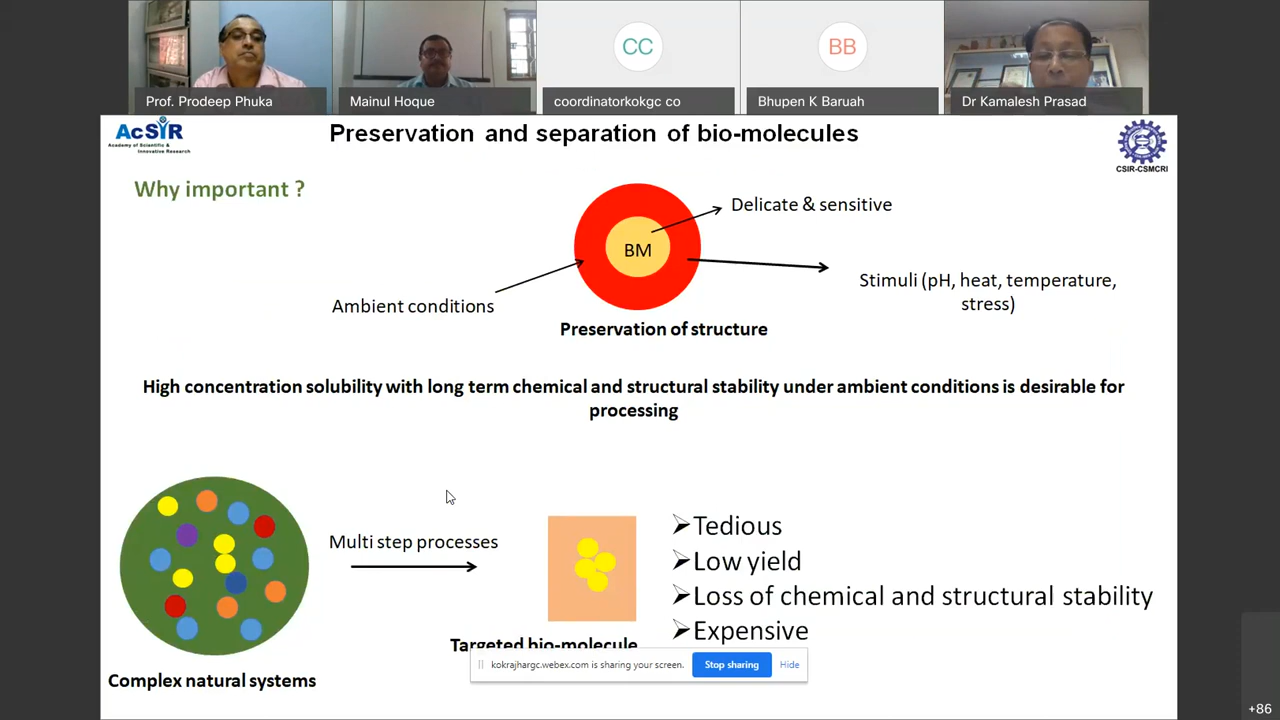 CC
BB
Prof. Prodeep Phuka
Mainul Hoque
coordinatorkokgc co
Bhupen K Baruah
Dr Kamalesh Prasad
AcSIR
Academy of Scientific &
Innovative Research
Preservation and separation of bio-molecules
CSIR-CSMCRI
Why important ?
Delicate & sensitive
BM
Stimuli (pH, heat, temperature,
stress)
Ambient conditions
Preservation of structure
High concentration solubility with long term chemical and structural stability under ambient conditions is desirable for
processing
Multi step processes
➢Tedious
➢Low yield
➢Loss of chemical and structural stability
➢Expensive
Targeted bio-molecule
kokrajhargc.webex.com is sharing your screen.
Stop sharing
Hide
Complex natural systems
+86